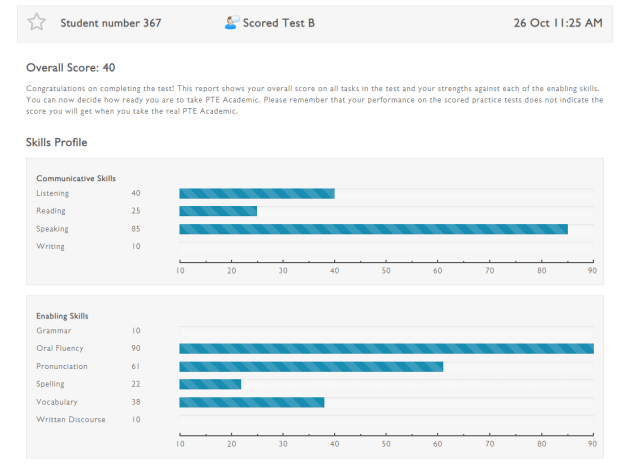 Student number 367 Scored Test B 26 Oct 11:25 AM
Overall Score: 40
Congratulations on completing the test! This report shows your overall score on all tasks in the test and your strengths against each of the enabling skills.
You can now decide how ready you are to take PTE Academic. Please remember that your performance on the scored practice tests does not indicate the
score you will get when you take the real PTE Academic.
Skills Profile
Communicative Skills
Listening 40
Reading 25
Speaking 85
Writing 10
10 20 30 40 50 60 70 80 90
Enabling Skills
Grammar 10
Oral Fluency 90
Pronunciation 61
Spelling 22
Vocabulary 38
Written Discourse 10
10 20 30 40 50 60 70 80 90